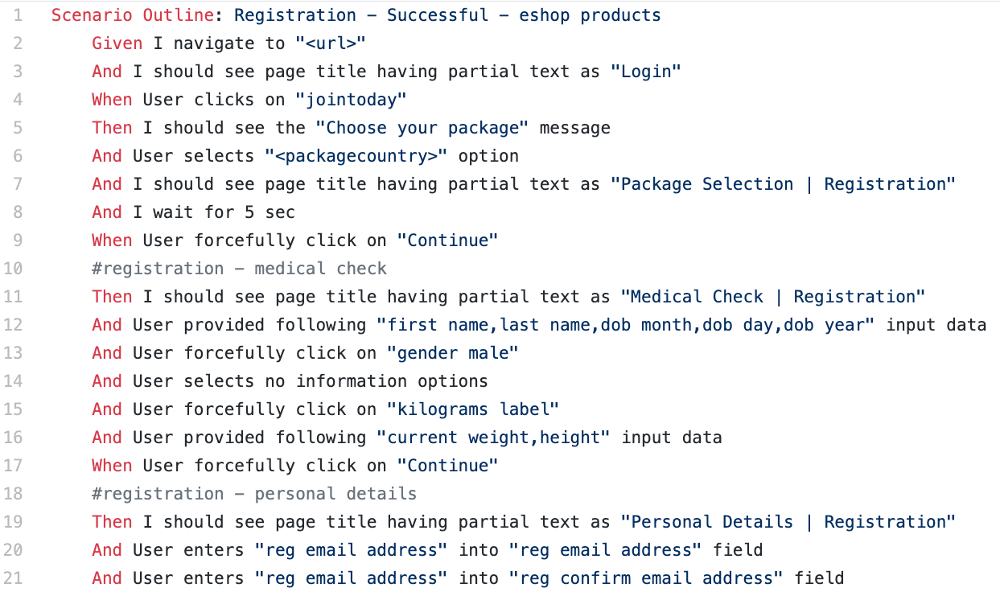 1 Scenario Outline: Registration – Successful – eshop products
2 Given I navigate to "<url>"
3 And I should see page title having partial text as "Login"
4 When User clicks on "jointoday"
5 Then I should see the "Choose your package" message
6 And User selects "<packagecountry>" option
7 And I should see page title having partial text as "Package Selection | Registration"
8 And I wait for 5 sec
9 When User forcefully click on "Continue"
10 #registration – medical check
11 Then I should see page title having partial text as "Medical Check | Registration"
12 And User provided following "first name,last name,dob month,dob day,dob year" input data
13 And User forcefully click on "gender male"
14 And User selects no information options
15 And User forcefully click on "kilograms label"
16 And User provided following "current weight,height" input data
17 When User forcefully click on "Continue"
18 #registration – personal details
19 Then I should see page title having partial text as "Personal Details | Registration"
20 And User enters "reg email address" into "reg email address" field
21 And User enters "reg email address" into "reg confirm email address" field